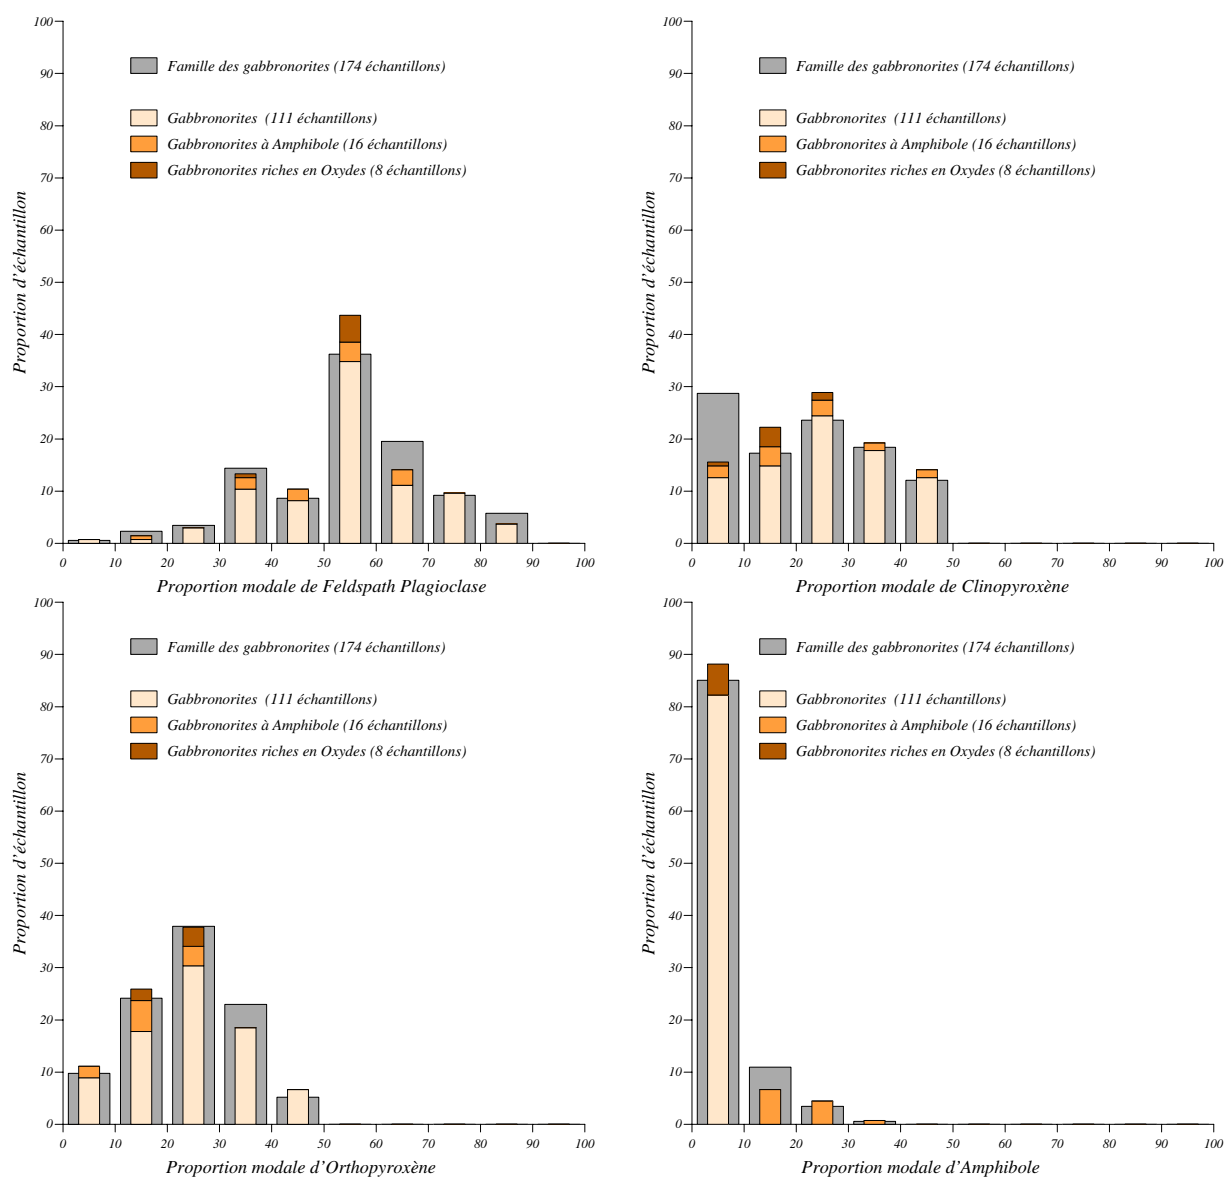 100
90
80
70
60
50
40
30
20
10
0
Proportion d'échantillon
Famille des gabbronorites (174 échantillons)
Gabbronorites (111 échantillons)
Gabbronorites à Amphibole (16 échantillons)
Gabbronorites riches en Oxydes (8 échantillons)
0 10 20 30 40 50 60 70 80 90 100
Proportion modale de Feldspath Plagioclase
100
90
80
70
60
50
40
30
20
10
0
Proportion d'échantillon
Famille des gabbronorites (174 échantillons)
Gabbronorites (111 échantillons)
Gabbronorites à Amphibole (16 échantillons)
Gabbronorites riches en Oxydes (8 échantillons)
0 10 20 30 40 50 60 70 80 90 100
Proportion modale de Clinopyroxène
100
90
80
70
60
50
40
30
20
10
0
Proportion d'échantillon
Famille des gabbronorites (174 échantillons)
Gabbronorites (111 échantillons)
Gabbronorites à Amphibole (16 échantillons)
Gabbronorites riches en Oxydes (8 échantillons)
0 10 20 30 40 50 60 70 80 90 100
Proportion modale d'Orthopyroxène
100
90
80
70
60
50
40
30
20
10
0
Proportion d'échantillon
Famille des gabbronorites (174 échantillons)
Gabbronorites (111 échantillons)
Gabbronorites à Amphibole (16 échantillons)
Gabbronorites riches en Oxydes (8 échantillons)
0 10 20 30 40 50 60 70 80 90 100
Proportion modale d'Amphibole